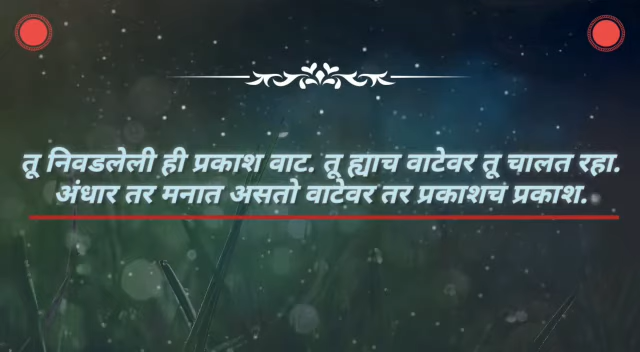 तू निवडलेली ही प्रकाश वाट. तू ह्याच वाटेवर तू चालत रहा.
अंधार तर मनात असतो वाटेवर तर प्रकाशचं प्रकाश.